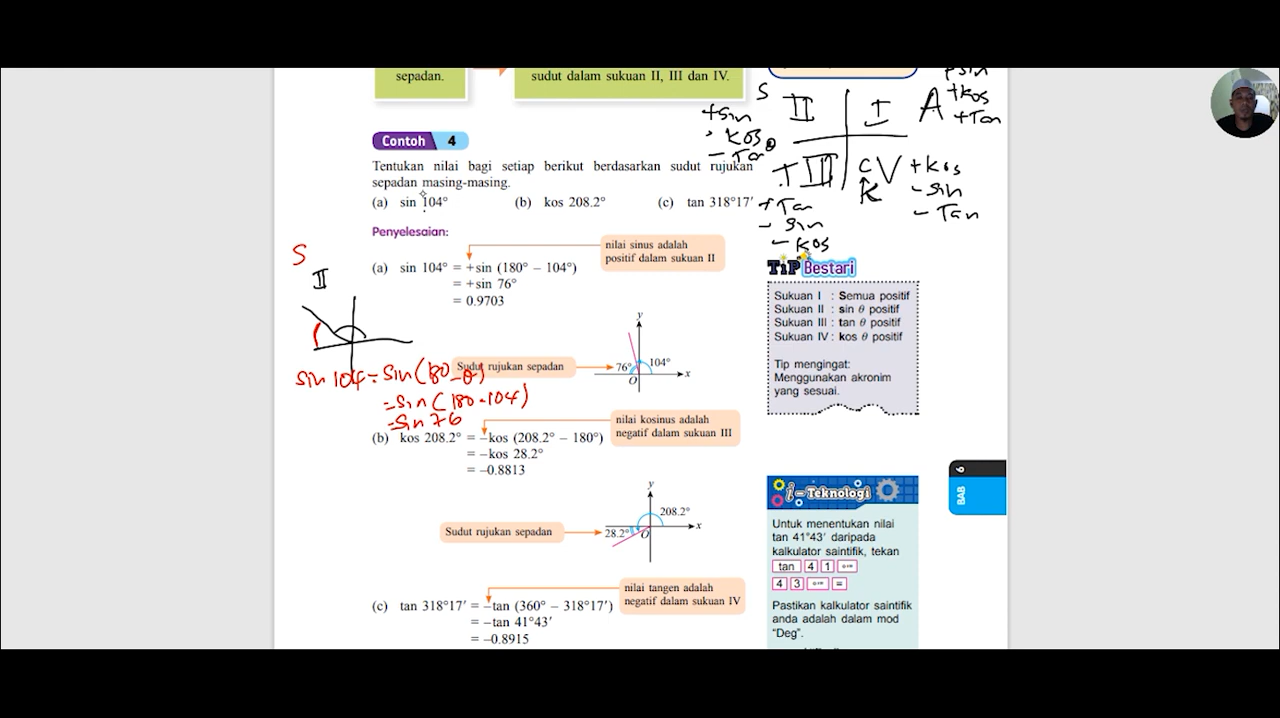 sepadan.
sudut dalam sukuan II, III dan IV.
Contoh 4
Tentukan nilai bagi setiap berikut berdasarkan sudut rujukan
sepadan masing-masing.
(a) sin 104° (b) kos 208.2° (c) tan 318°17′
Penyelesaian:
nilai sinus adalah
positif dalam sukuan II
(a) sin 104° = +sin (180° – 104°)
= +sin 76°
= 0.9703
y
76°
104°
x
O
Sudut rujukan sepadan
nilai kosinus adalah
negatif dalam sukuan III
(b) kos 208.2° = –kos (208.2° – 180°)
= –kos 28.2°
= –0.8813
y
208.2°
x
28.2°
O
Sudut rujukan sepadan
nilai tangen adalah
negatif dalam sukuan IV
(c) tan 318°17′ = –tan (360° – 318°17′)
= –tan 41°43′
= –0.8915
S
II
sin 104 = sin (180 - θ)
= sin (180 - 104)
= sin 76
S
II
I
A
+sin
- kos
- Tan
+kos
+Tan
T III
C
V
K
+kos
- sin
- Tan
+ Tan
- sin
- kos
TiP Bestari
Sukuan I : Semua positif
Sukuan II : sin θ positif
Sukuan III : tan θ positif
Sukuan IV : kos θ positif
Tip mengingat:
Menggunakan akronim
yang sesuai.
BAB 6
i-Teknologi
Untuk menentukan nilai
tan 41°43′ daripada
kalkulator saintifik, tekan
tan 4 1 °′″
4 3 °′″ =
Pastikan kalkulator saintifik
anda adalah dalam mod
“Deg”.